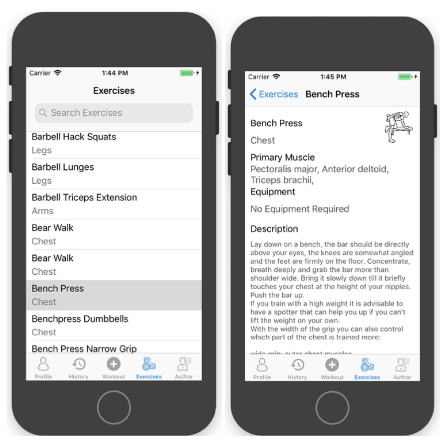 Carrier 1:44 PM
Exercises
Search Exercises
Barbell Hack Squats
Legs
Barbell Lunges
Legs
Barbell Triceps Extension
Arms
Bear Walk
Chest
Bear Walk
Chest
Bench Press
Chest
Benchpress Dumbbells
Chest
Bench Press Narrow Grip
Profile History Workout Exercises Author
Carrier 1:45 PM
Exercises Bench Press
Bench Press
Chest
Primary Muscle
Pectoralis major, Anterior deltoid,
Triceps brachii,
Equipment
No Equipment Required
Description
Lay down on a bench, the bar should be directly
above your eyes, the knees are somewhat angled
and the feet are firmly on the floor. Concentrate,
breath deeply and grab the bar more than
shoulder wide. Bring it slowly down till it briefly
touches your chest at the height of your nipples.
Push the bar up.
If you train with a high weight it is advisable to
have a spotter that can help you up if you can't
lift the weight on your own.
With the width of the grip you can also control
which part of the chest is trained more:
wide grip: outer chest muscles
Profile History Workout Exercises Author